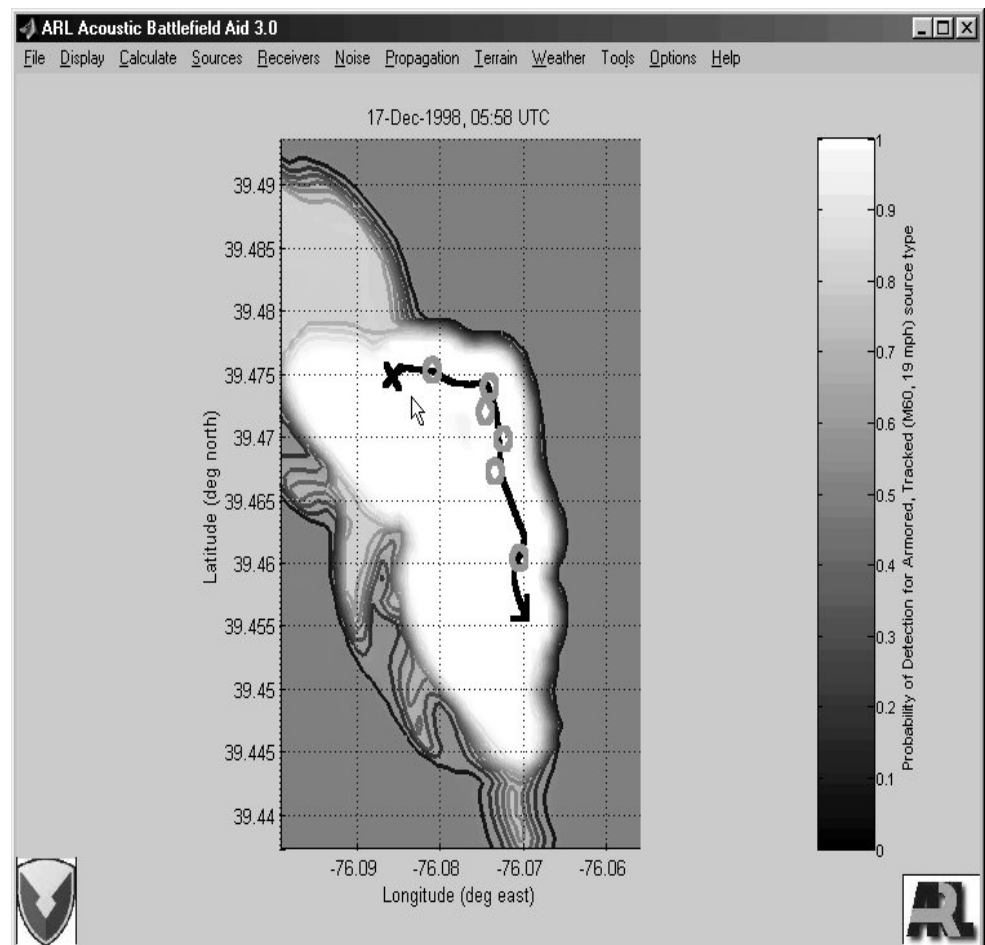 ARL Acoustic Battlefield Aid 3.0
File Display Calculate Sources Receivers Noise Propagation Terrain Weather Tools Options Help
17-Dec-1998, 05:58 UTC
39.49
39.485
39.48
39.475
39.47
39.465
39.46
39.455
39.45
39.445
39.44
Latitude (deg north)
-76.09 -76.08 -76.07 -76.06
Longitude (deg east)
1
0.9
0.8
0.7
0.6
0.5
0.4
0.3
0.2
0.1
0
Probability of Detection for Armored, Tracked (M60, 19 mph) source type
ARL